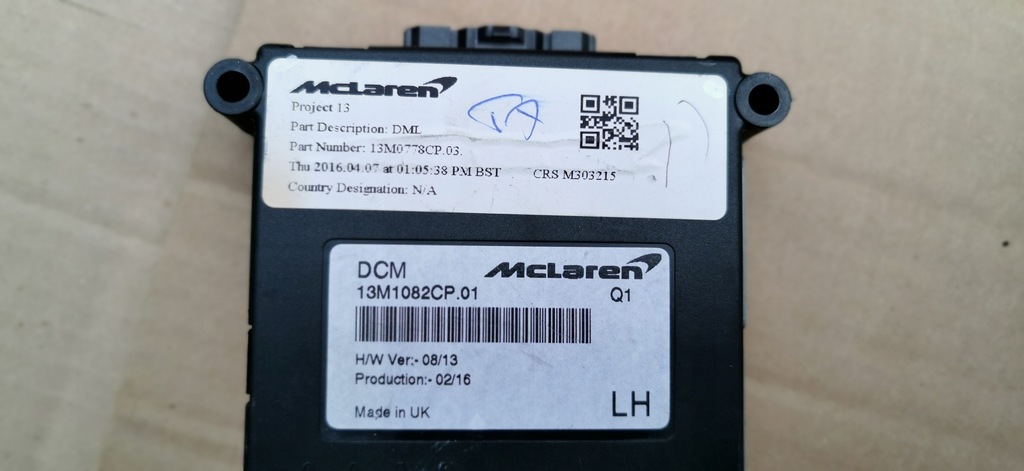 McLaren
Project 13
Part Description: DML
Part Number: 13M0778CP.03.
Thu 2016.04.07 at 01:05:38 PM BST CRS M303215
Country Designation: N/A
DCM McLaren
13M1082CP.01 Q1
H/W Ver:- 08/13
Production:- 02/16
Made in UK LH